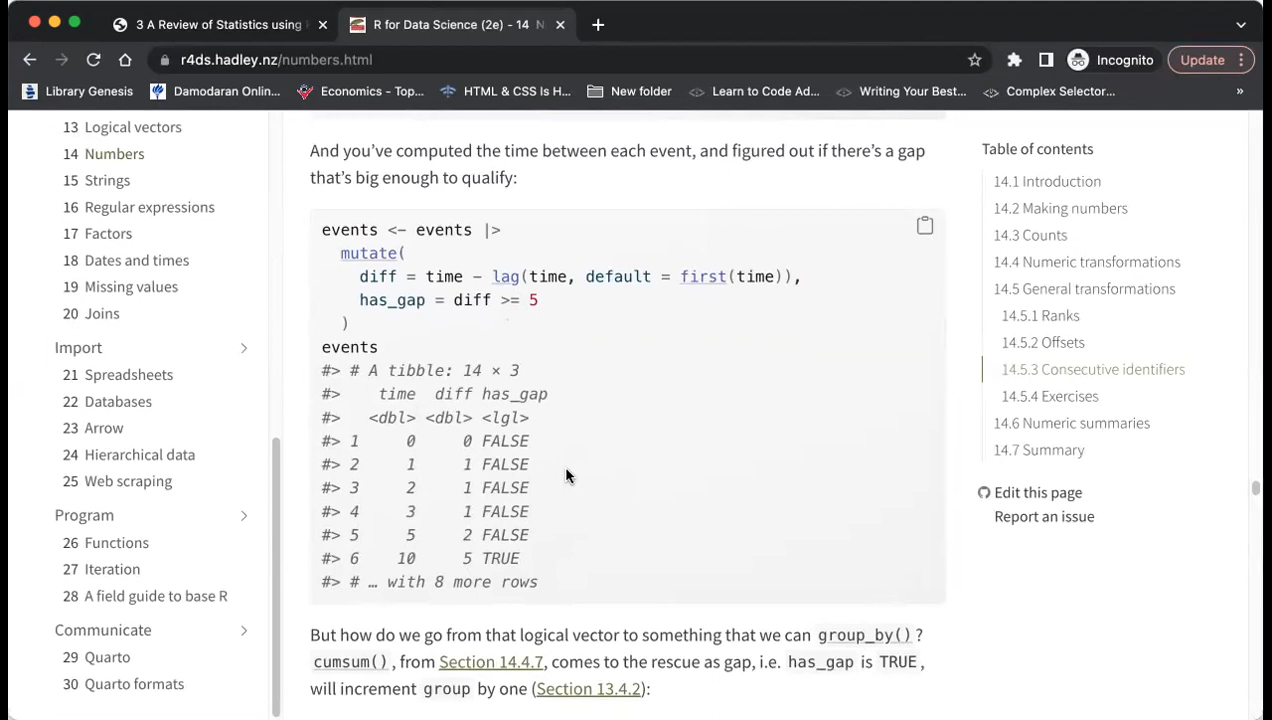 3 A Review of Statistics using
R for Data Science (2e) - 14 N
r4ds.hadley.nz/numbers.html
Incognito
Update
Library Genesis
Damodaran Onlin...
Economics - Top...
HTML & CSS Is H...
New folder
Learn to Code Ad...
Writing Your Best...
Complex Selector...
»
13 Logical vectors
14 Numbers
15 Strings
16 Regular expressions
17 Factors
18 Dates and times
19 Missing values
20 Joins
Import
21 Spreadsheets
22 Databases
23 Arrow
24 Hierarchical data
25 Web scraping
Program
26 Functions
27 Iteration
28 A field guide to base R
Communicate
29 Quarto
30 Quarto formats
And you've computed the time between each event, and figured out if there's a gap
that's big enough to qualify:
events <- events |>
mutate(
diff = time - lag(time, default = first(time)),
has_gap = diff >= 5
)
events
#> # A tibble: 14 × 3
#> time diff has_gap
#> <dbl> <dbl> <lgl>
#> 1 0 0 FALSE
#> 2 1 1 FALSE
#> 3 2 1 FALSE
#> 4 3 1 FALSE
#> 5 5 2 FALSE
#> 6 10 5 TRUE
#> # … with 8 more rows
But how do we go from that logical vector to something that we can group_by()?
cumsum(), from Section 14.4.7, comes to the rescue as gap, i.e. has_gap is TRUE,
will increment group by one (Section 13.4.2):
Table of contents
14.1 Introduction
14.2 Making numbers
14.3 Counts
14.4 Numeric transformations
14.5 General transformations
14.5.1 Ranks
14.5.2 Offsets
14.5.3 Consecutive identifiers
14.5.4 Exercises
14.6 Numeric summaries
14.7 Summary
Edit this page
Report an issue